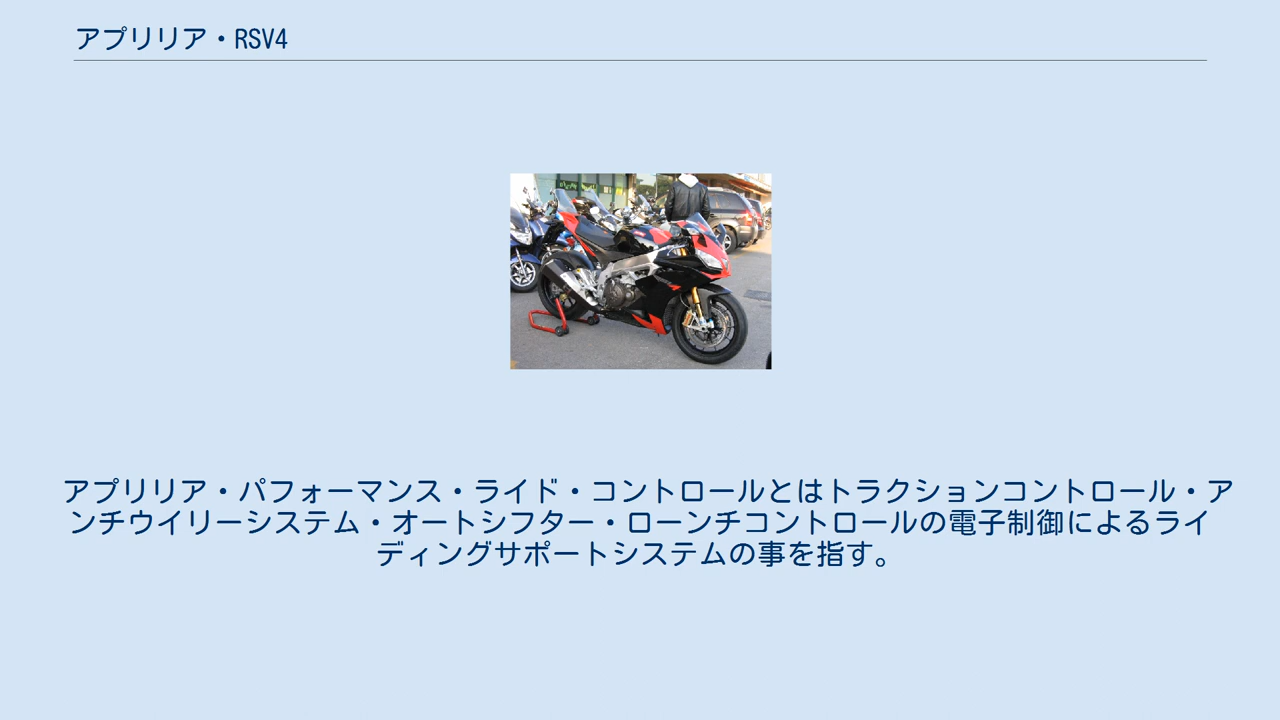 アプリリア・RSV4
アプリリア・パフォーマンス・ライド・コントロールとはトラクションコントロール・ア
ンチウイリーシステム・オートシフター・ローンチコントロールの電子制御によるライ
ディングサポートシステムの事を指す。